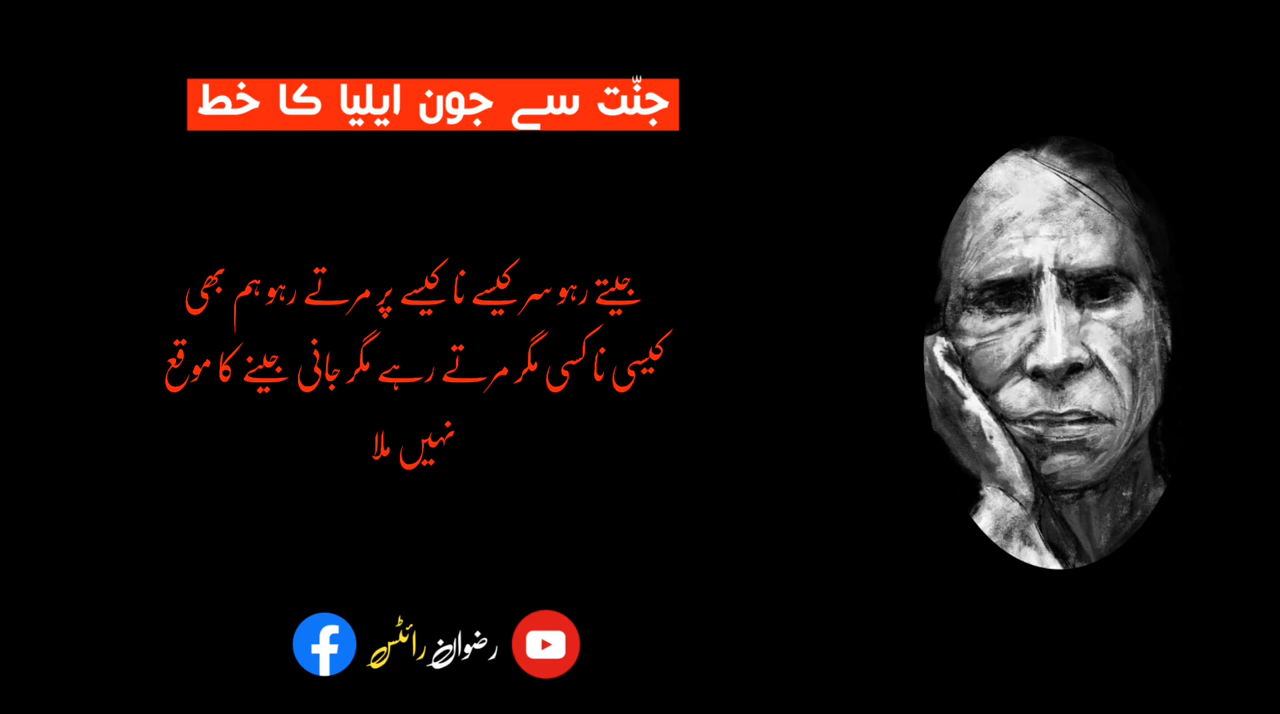 جنّت سے جون ایلیا کا خط
جیتے رہو سر کیسے نا کیسے پر مرتے رہو ہم بھی
کیسی نا کسی مگر مرتے رہے مگر جانی جینے کا موقع
نہیں ملا
رضوان رائٹس